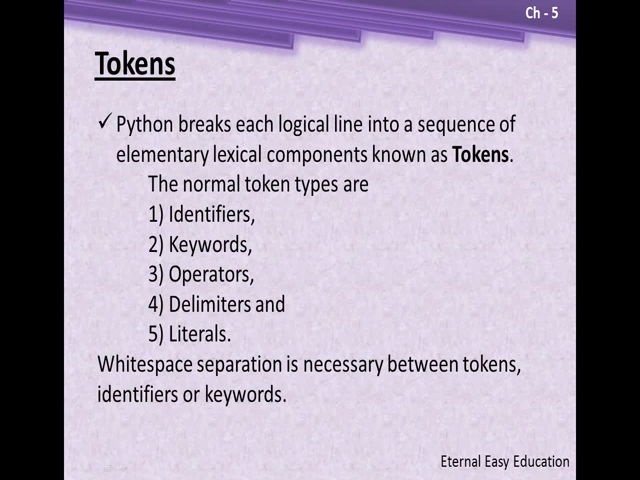 Ch - 5
Tokens
✓ Python breaks each logical line into a sequence of
elementary lexical components known as Tokens.
The normal token types are
1) Identifiers,
2) Keywords,
3) Operators,
4) Delimiters and
5) Literals.
Whitespace separation is necessary between tokens,
identifiers or keywords.
Eternal Easy Education